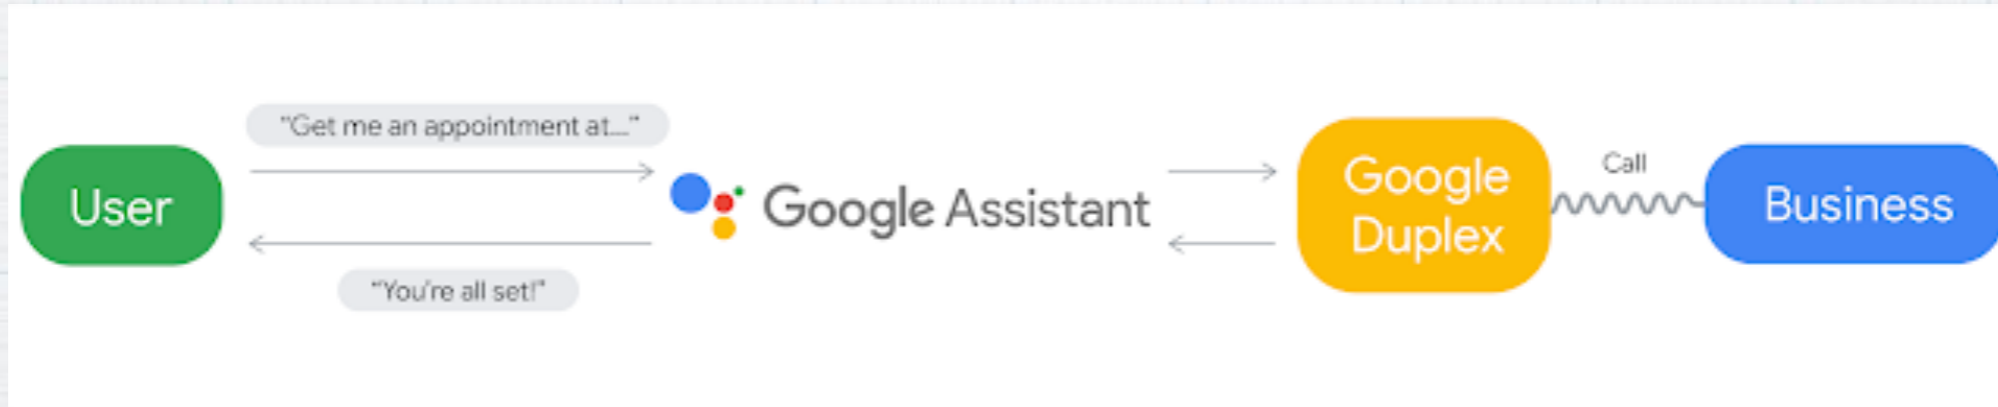 "Get me an appointment at..."
User
Google Assistant
"You're all set!"
Google
Duplex
Call
Business